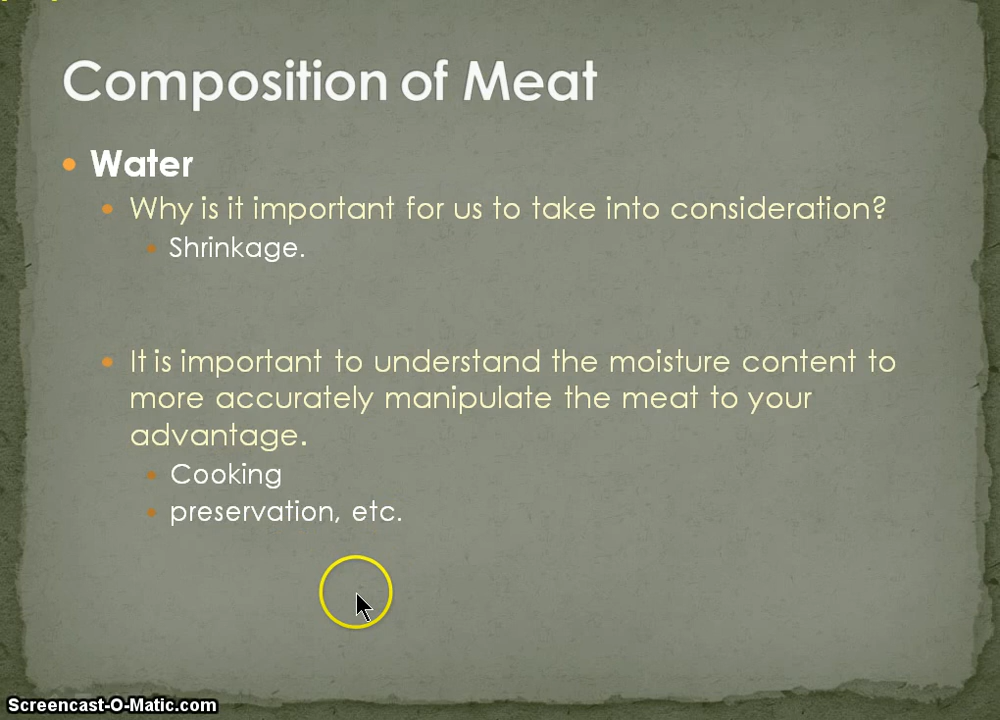 Composition of Meat
Water
Why is it important for us to take into consideration?
Shrinkage.
It is important to understand the moisture content to
more accurately manipulate the meat to your
advantage.
Cooking
preservation, etc.
Screencast-O-Matic.com